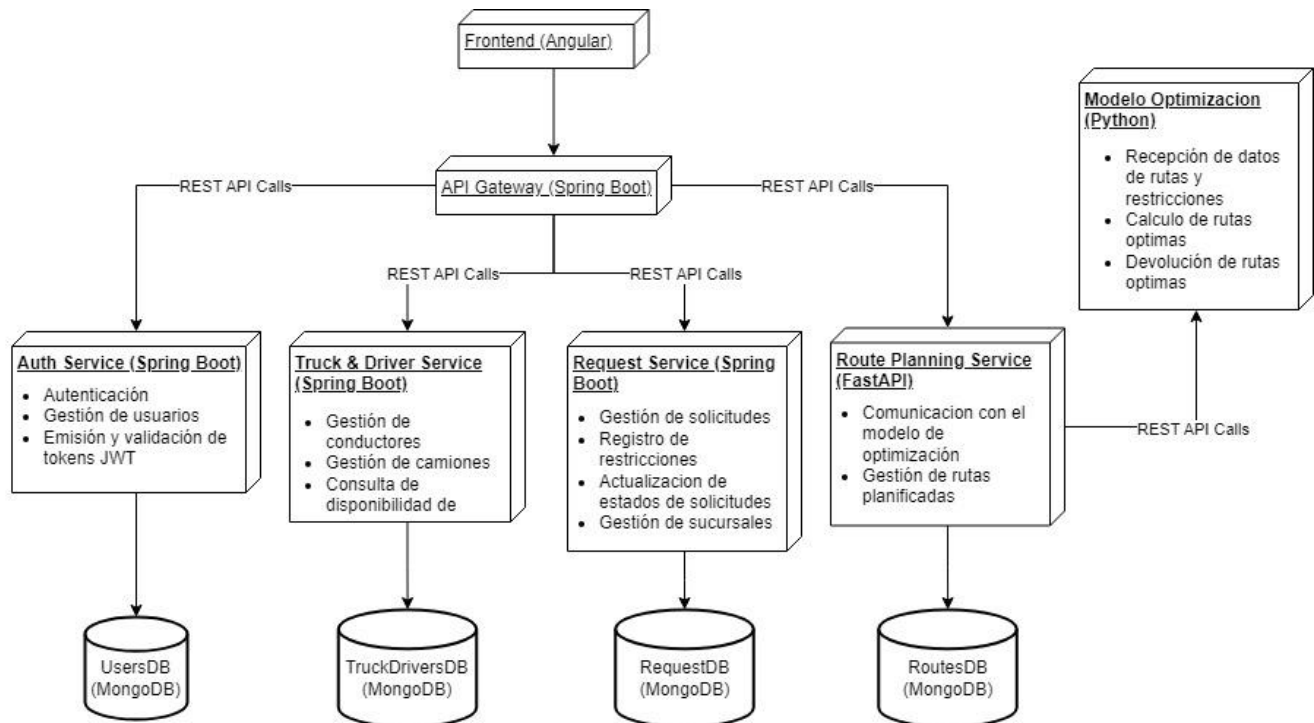 Frontend (Angular)
API Gateway (Spring Boot)
REST API Calls
REST API Calls
REST API Calls
REST API Calls
Modelo Optimizacion
(Python)
Recepción de datos
de rutas y
restricciones
Calculo de rutas
optimas
Devolución de rutas
optimas
Auth Service (Spring Boot)
Autenticación
Gestión de usuarios
Emisión y validación de
tokens JWT
Truck & Driver Service
(Spring Boot)
Gestión de
conductores
Gestión de camiones
Consulta de
disponibilidad de
Request Service (Spring
Boot)
Gestión de solicitudes
Registro de
restricciones
Actualizacion de
estados de solicitudes
Gestión de sucursales
Route Planning Service
(FastAPI)
Comunicacion con el
modelo de
optimización
Gestión de rutas
planificadas
REST API Calls
UsersDB
(MongoDB)
TruckDriversDB
(MongoDB)
RequestDB
(MongoDB)
RoutesDB
(MongoDB)